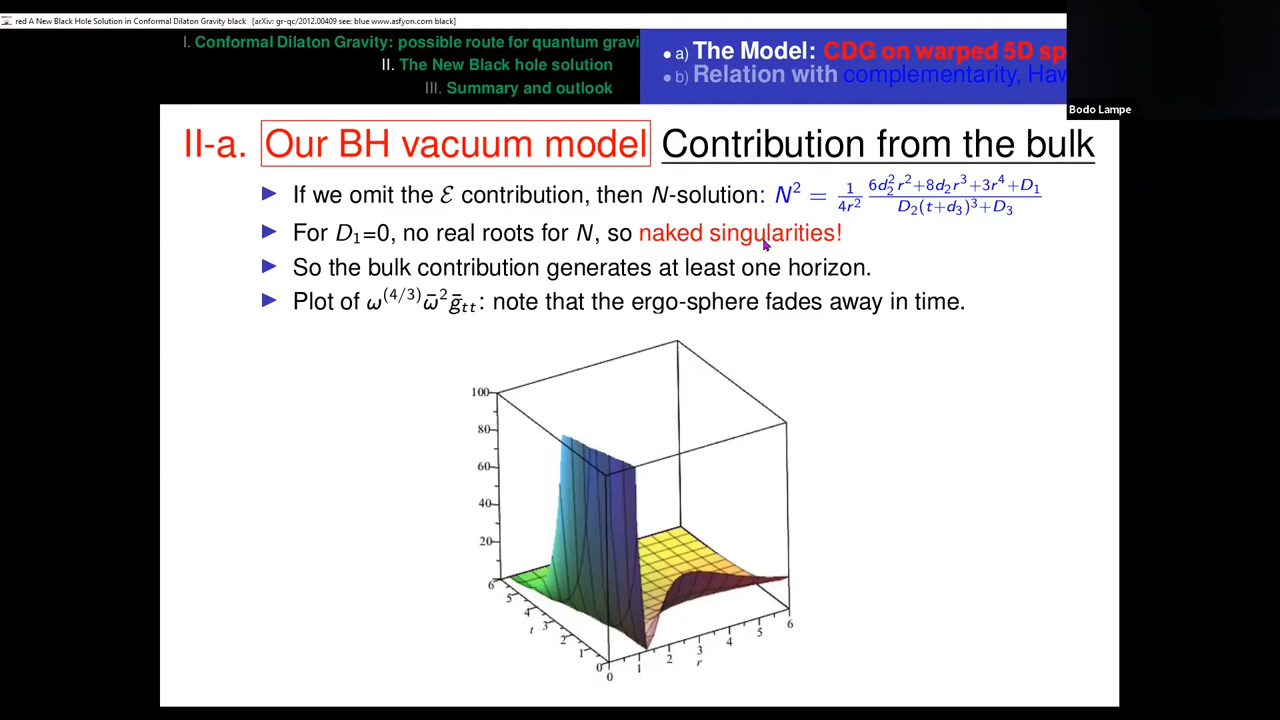 red A New Black Hole Solution in Conformal Dilaton Gravity black [arXiv: gr-qc/2012.00409 see: blue www.asfyon.com black]
I. Conformal Dilaton Gravity: possible route for quantum gravi
II. The New Black hole solution
III. Summary and outlook
• a) The Model: CDG on warped 5D sp
• b) Relation with complementarity, Haw
Bodo Lampe
II-a. Our BH vacuum model Contribution from the bulk
▶ If we omit the ℰ contribution, then N-solution: N² = 1/4r² (6d₂²r²+8d₂r³+3r⁴+D₁)/(D₂(t+d₃)³+D₃)
▶ For D₁=0, no real roots for N, so naked singularities!
▶ So the bulk contribution generates at least one horizon.
▶ Plot of ω^(4/3) ω̄² ḡ_tt: note that the ergo-sphere fades away in time.
100
80
60
40
20
6
5
4
3
2
1
0
t
0
1
2
3
4
5
6
r